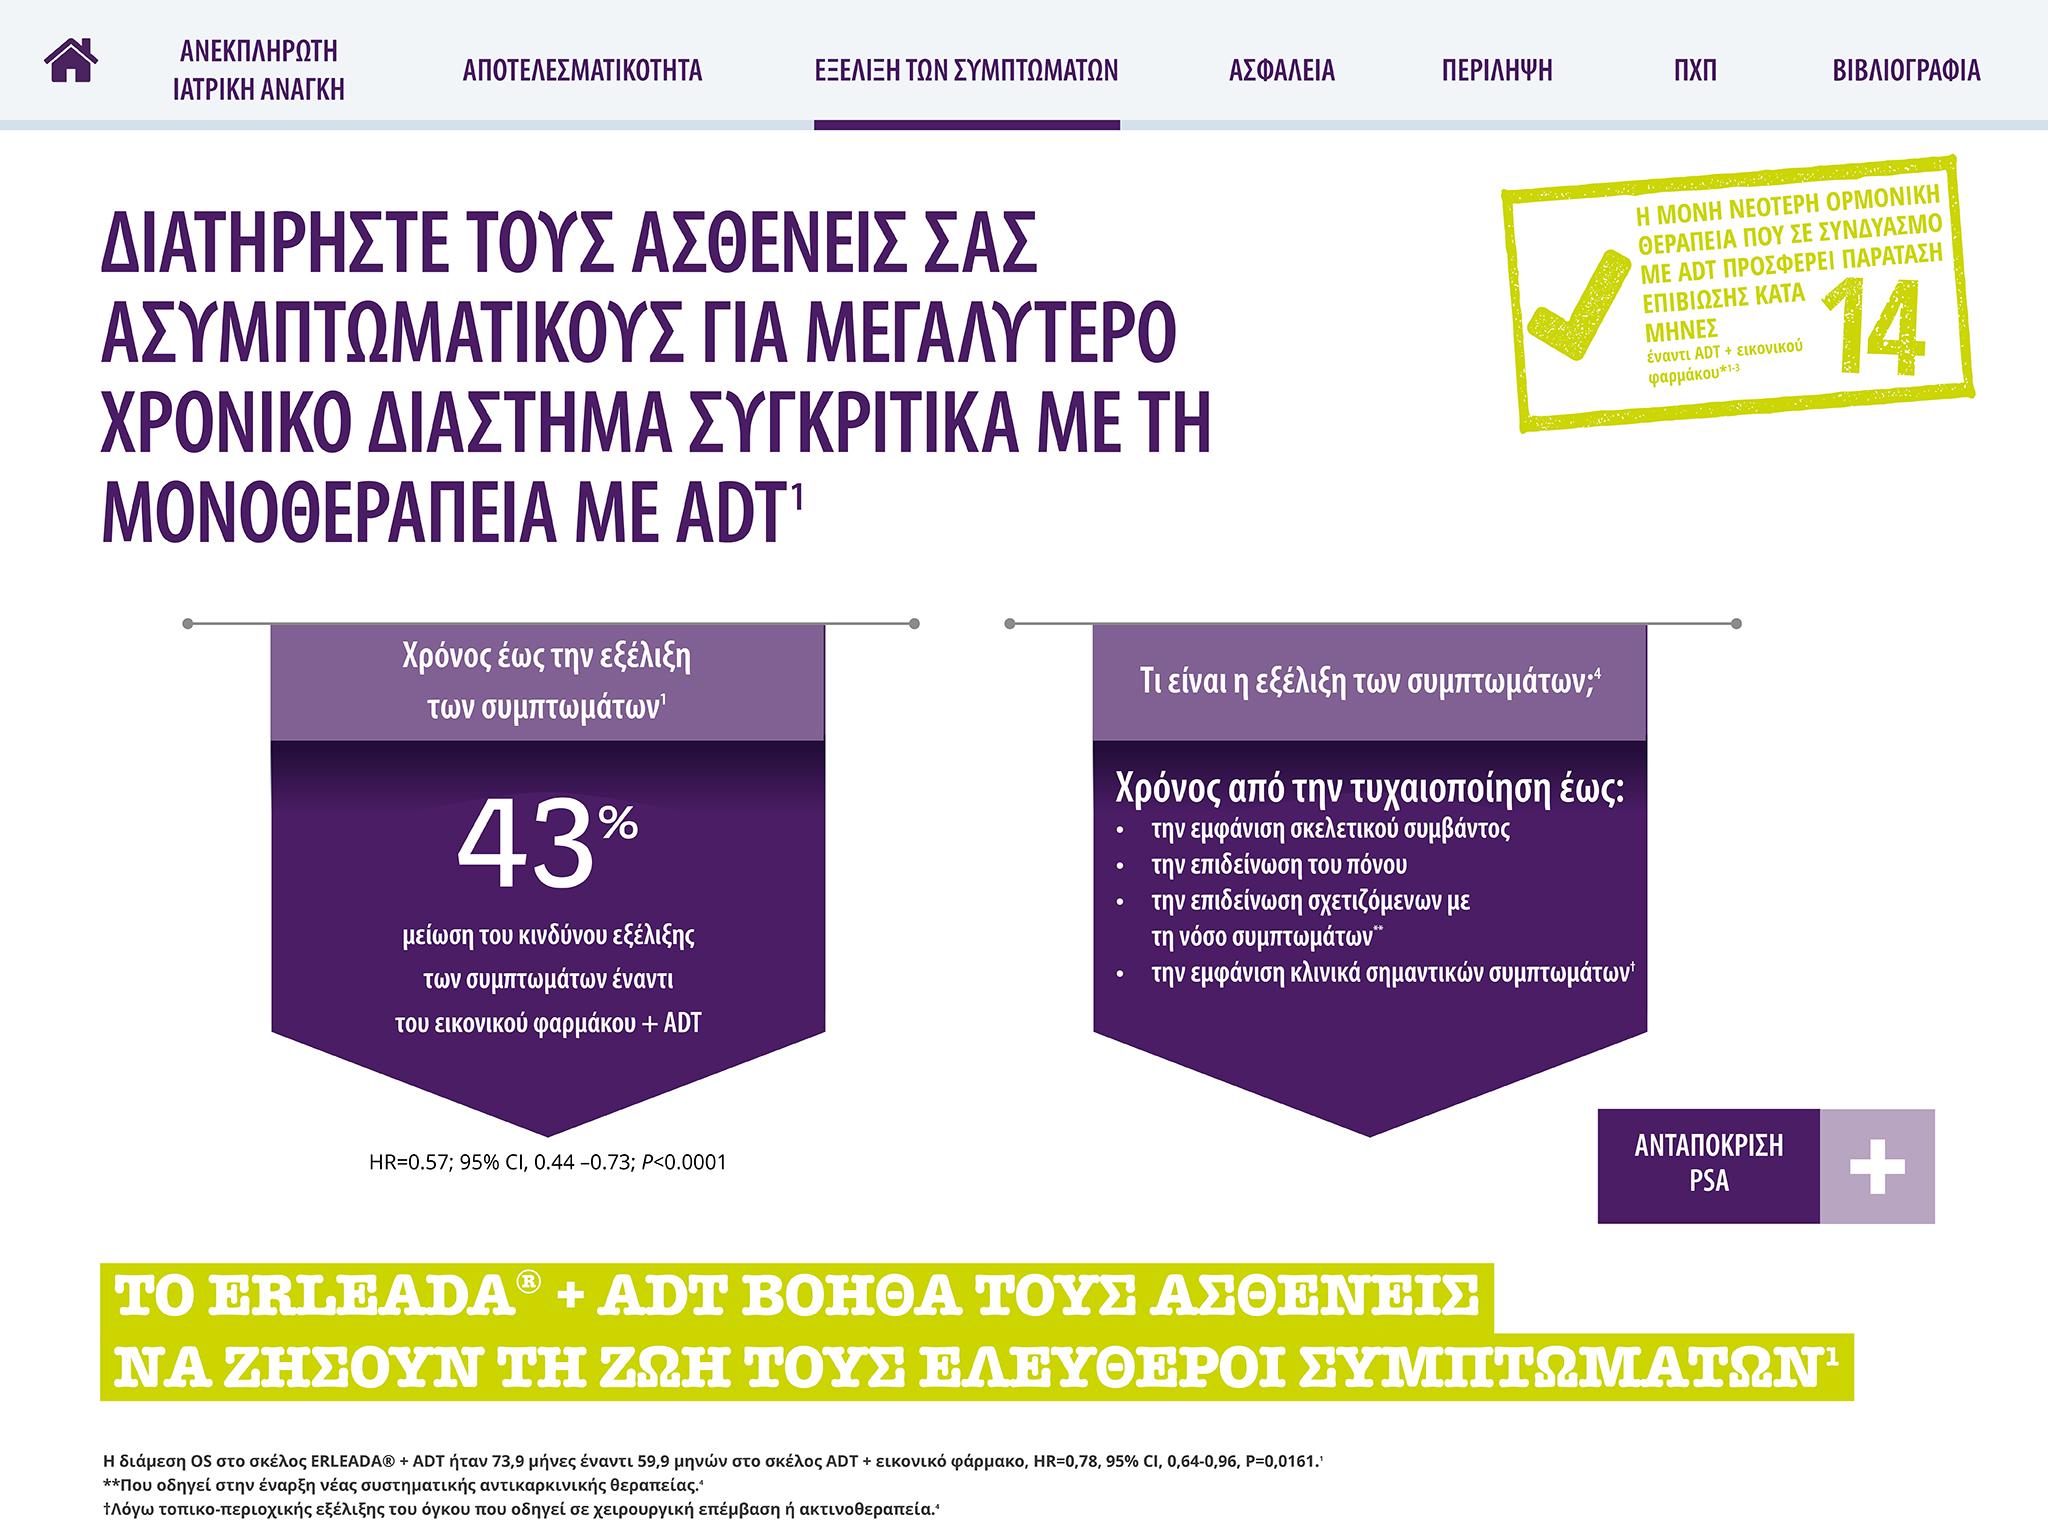 ΑΝΕΚΠΛΗΡΩΤΗ
ΙΑΤΡΙΚΗ ΑΝΑΓΚΗ
ΑΠΟΤΕΛΕΣΜΑΤΙΚΟΤΗΤΑ
ΕΞΕΛΙΞΗ ΤΩΝ ΣΥΜΠΤΩΜΑΤΩΝ
ΑΣΦΑΛΕΙΑ
ΠΕΡΙΛΗΨΗ
ΠΧΠ
ΒΙΒΛΙΟΓΡΑΦΙΑ
ΔΙΑΤΗΡΗΣΤΕ ΤΟΥΣ ΑΣΘΕΝΕΙΣ ΣΑΣ
ΑΣΥΜΠΤΩΜΑΤΙΚΟΥΣ ΓΙΑ ΜΕΓΑΛΥΤΕΡΟ
ΧΡΟΝΙΚΟ ΔΙΑΣΤΗΜΑ ΣΥΓΚΡΙΤΙΚΑ ΜΕ ΤΗ
ΜΟΝΟΘΕΡΑΠΕΙΑ ΜΕ ADT¹
Η ΜΟΝΗ ΝΕΟΤΕΡΗ ΟΡΜΟΝΙΚΗ
ΘΕΡΑΠΕΙΑ ΠΟΥ ΣΕ ΣΥΝΔΥΑΣΜΟ
ΜΕ ADT ΠΡΟΣΦΕΡΕΙ ΠΑΡΑΤΑΣΗ
ΕΠΙΒΙΩΣΗΣ ΚΑΤΑ 14
ΜΗΝΕΣ
έναντι ADT + εικονικού
φαρμάκου*¹⁻³
Χρόνος έως την εξέλιξη
των συμπτωμάτων¹
43%
μείωση του κινδύνου εξέλιξης
των συμπτωμάτων έναντι
του εικονικού φαρμάκου + ADT
HR=0.57; 95% CI, 0.44 –0.73; P<0.0001
Τι είναι η εξέλιξη των συμπτωμάτων;⁴
Χρόνος από την τυχαιοποίηση έως:
• την εμφάνιση σκελετικού συμβάντος
• την επιδείνωση του πόνου
• την επιδείνωση σχετιζόμενων με
τη νόσο συμπτωμάτων**
• την εμφάνιση κλινικά σημαντικών συμπτωμάτων†
ΑΝΤΑΠΟΚΡΙΣΗ
PSA
ΤΟ ERLEADA® + ADT ΒΟΗΘΑ ΤΟΥΣ ΑΣΘΕΝΕΙΣ
ΝΑ ΖΗΣΟΥΝ ΤΗ ΖΩΗ ΤΟΥΣ ΕΛΕΥΘΕΡΟΙ ΣΥΜΠΤΩΜΑΤΩΝ¹
Η διάμεση OS στο σκέλος ERLEADA® + ADT ήταν 73,9 μήνες έναντι 59,9 μηνών στο σκέλος ADT + εικονικό φάρμακο, HR=0,78, 95% CI, 0,64-0,96, P=0,0161.¹
**Που οδηγεί στην έναρξη νέας συστηματικής αντικαρκινικής θεραπείας.⁴
†Λόγω τοπικο-περιοχικής εξέλιξης του όγκου που οδηγεί σε χειρουργική επέμβαση ή ακτινοθεραπεία.⁴